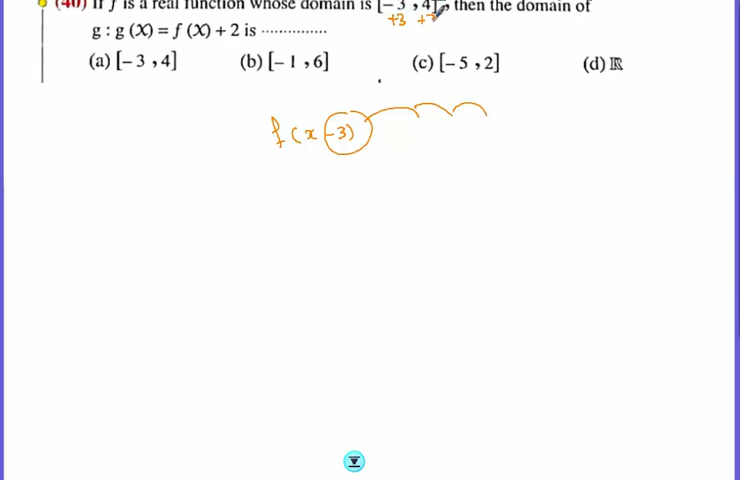 (40) If f is a real function whose domain is [– 3 , 4] , then the domain of
+3 +3
g : g (X) = f (X) + 2 is ...............
(a) [– 3 , 4] (b) [– 1 , 6] (c) [– 5 , 2] (d) ℝ
f(x -3)